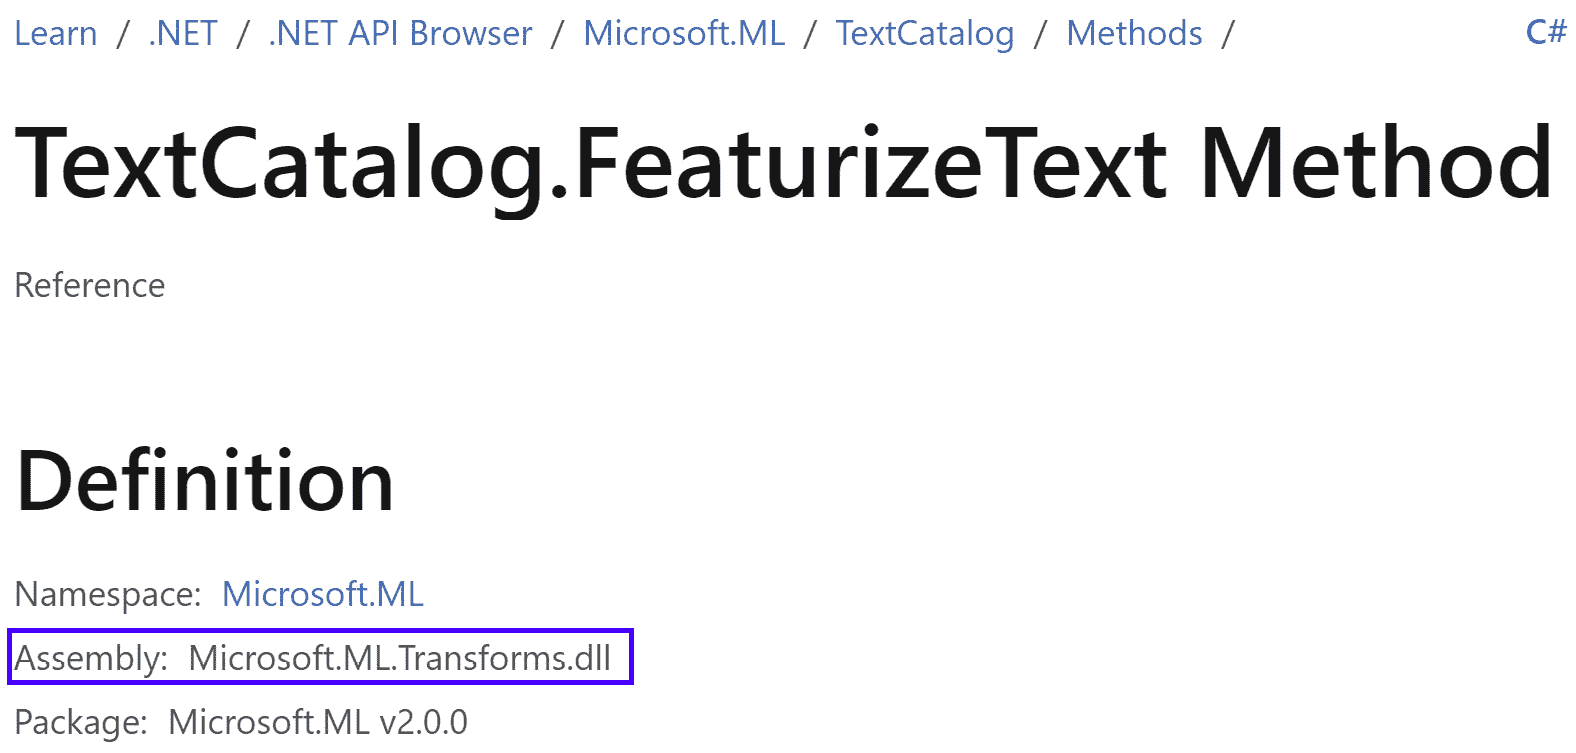 Learn / .NET / .NET API Browser / Microsoft.ML / TextCatalog / Methods / C#
TextCatalog.FeaturizeText Method
Reference
Definition
Namespace: Microsoft.ML
Assembly: Microsoft.ML.Transforms.dll
Package: Microsoft.ML v2.0.0